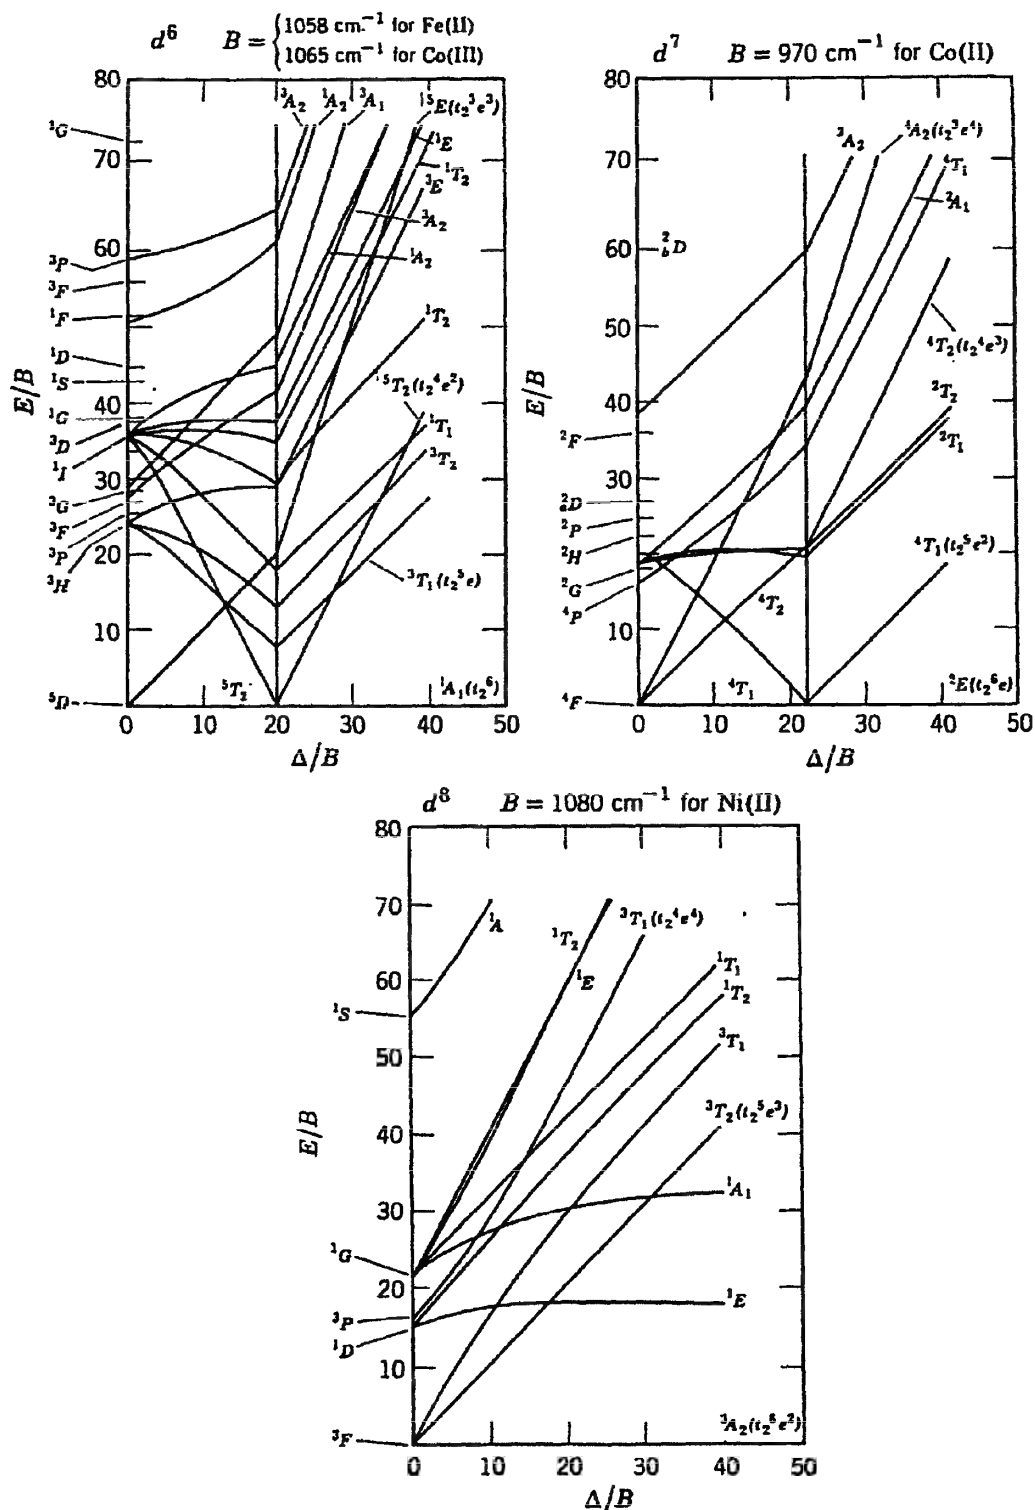 d⁶ B = { 1058 cm.⁻¹ for Fe(II)
1065 cm⁻¹ for Co(III)
80
70
60
50
40
30
20
10
E/B
¹G
³P
³F
¹F
¹D
¹S
¹G
³D
¹I
³G
³F
³P
³H
⁵D
³A₂
¹A₂
³A₁
⁵E(t₂³e³)
¹E
¹T₂
³E
³A₂
¹A₂
¹T₂
⁵T₂(t₂⁴e²)
¹T₁
³T₂
³T₁(t₂⁵e)
⁵T₂
¹A₁(t₂⁶)
0 10 20 30 40 50
Δ/B
d⁷ B = 970 cm⁻¹ for Co(II)
80
70
60
50
40
30
20
10
E/B
²bD
²F
²aD
²P
²H
²G
⁴P
⁴F
³A₂
⁴A₂(t₂³e⁴)
⁴T₁
²A₁
⁴T₂(t₂⁴e³)
²T₂
²T₁
⁴T₁(t₂⁵e²)
⁴T₂
⁴T₁
²E(t₂⁶e)
0 10 20 30 40 50
Δ/B
d⁸ B = 1080 cm⁻¹ for Ni(II)
80
70
60
50
40
30
20
10
E/B
¹S
¹G
³P
¹D
³F
¹A
¹T₂
¹E
³T₁(t₂⁴e⁴)
¹T₁
¹T₂
³T₁
³T₂(t₂⁵e³)
¹A₁
¹E
³A₂(t₂⁶e²)
0 10 20 30 40 50
Δ/B